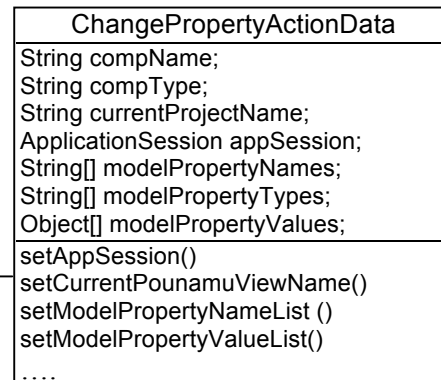 ChangePropertyActionData
String compName;
String compType;
String currentProjectName;
ApplicationSession appSession;
String[] modelPropertyNames;
String[] modelPropertyTypes;
Object[] modelPropertyValues;
setAppSession()
setCurrentPounamuViewName()
setModelPropertyNameList ()
setModelPropertyValueList()
....